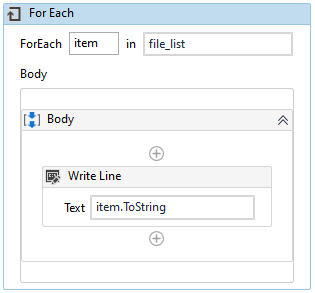 For Each
ForEach item in file_list
Body
Body
Write Line
Text item.ToString